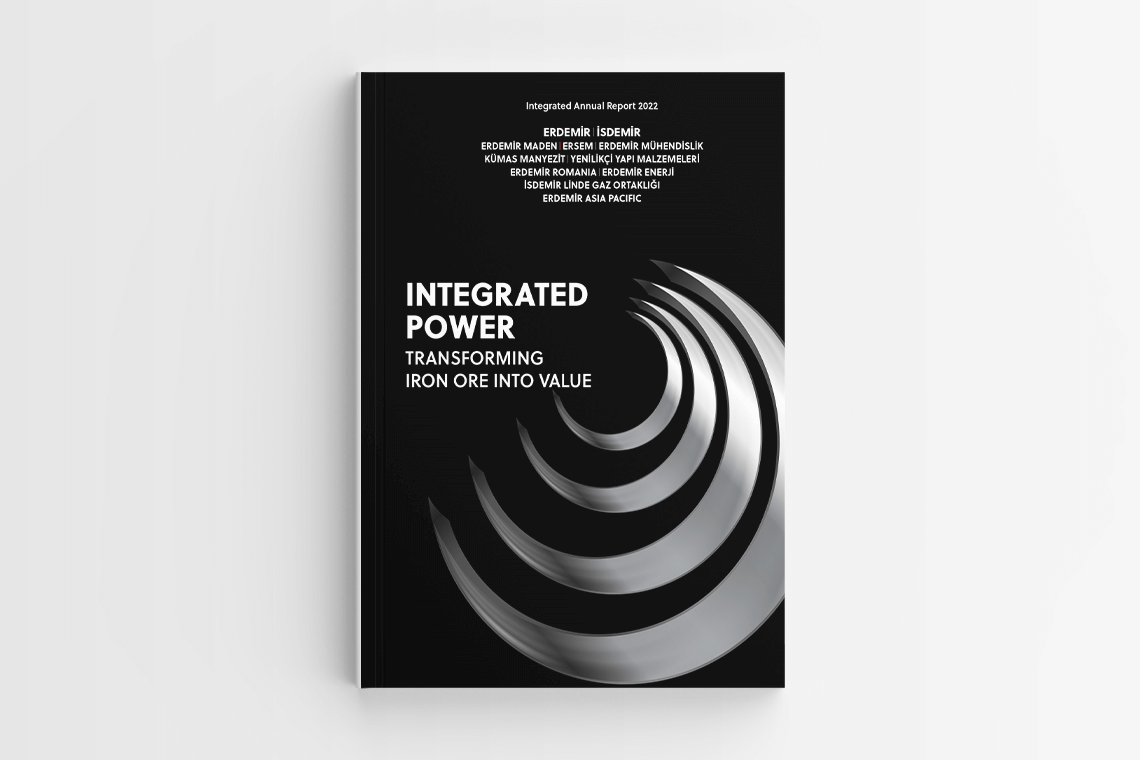 Integrated Annual Report 2022
ERDEMİR | İSDEMİR
ERDEMİR MADEN | ERSEM | ERDEMİR MÜHENDİSLİK
KÜMAS MANYEZİT | YENİLİKÇİ YAPI MALZEMELERİ
ERDEMİR ROMANIA | ERDEMİR ENERJİ
İSDEMİR LİNDE GAZ ORTAKLIĞI
ERDEMİR ASIA PACIFIC
INTEGRATED
POWER
TRANSFORMING
IRON ORE INTO VALUE